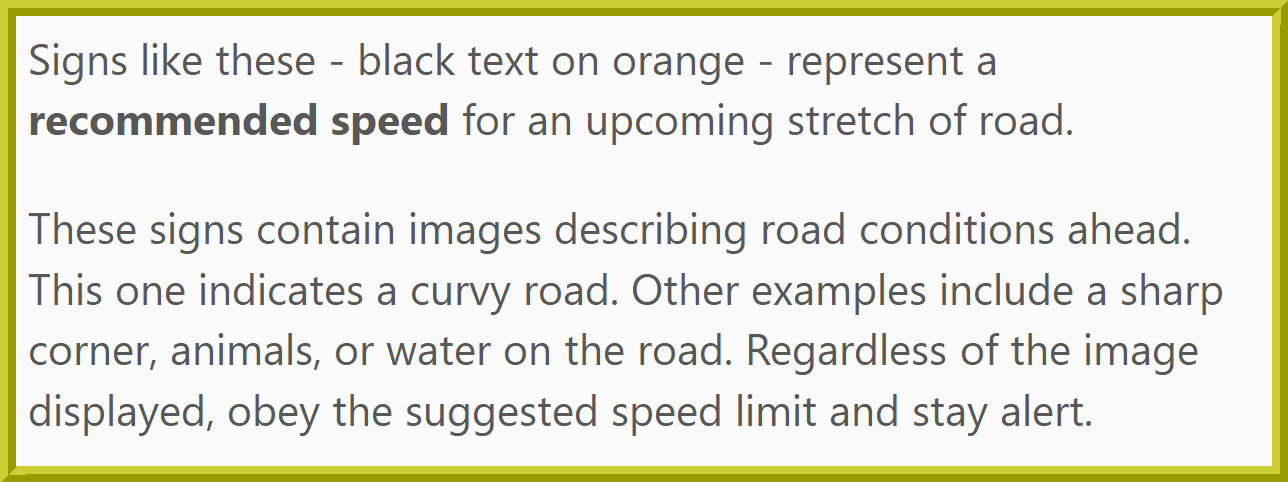 Signs like these - black text on orange - represent a
recommended speed for an upcoming stretch of road.
These signs contain images describing road conditions ahead.
This one indicates a curvy road. Other examples include a sharp
corner, animals, or water on the road. Regardless of the image
displayed, obey the suggested speed limit and stay alert.